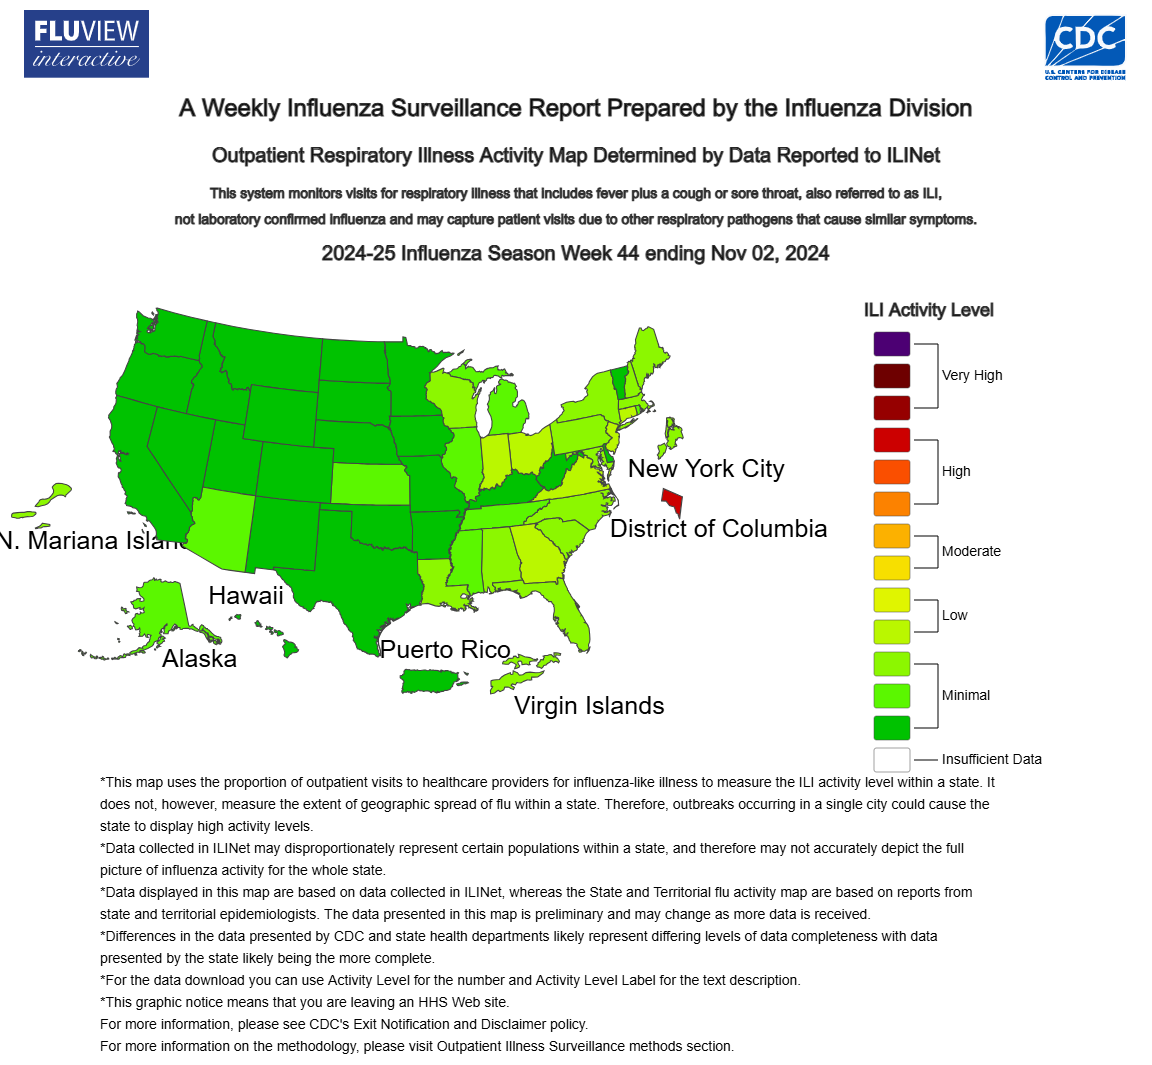 FLUVIEW
interactive
CDC
U.S. CENTERS FOR DISEASE
CONTROL AND PREVENTION
A Weekly Influenza Surveillance Report Prepared by the Influenza Division
Outpatient Respiratory Illness Activity Map Determined by Data Reported to ILINet
This system monitors visits for respiratory illness that includes fever plus a cough or sore throat, also referred to as ILI,
not laboratory confirmed influenza and may capture patient visits due to other respiratory pathogens that cause similar symptoms.
2024-25 Influenza Season Week 44 ending Nov 02, 2024
ILI Activity Level
Very High
High
Moderate
Low
Minimal
Insufficient Data
New York City
District of Columbia
N. Mariana Islan
Hawaii
Alaska
Puerto Rico
Virgin Islands
*This map uses the proportion of outpatient visits to healthcare providers for influenza-like illness to measure the ILI activity level within a state. It
does not, however, measure the extent of geographic spread of flu within a state. Therefore, outbreaks occurring in a single city could cause the
state to display high activity levels.
*Data collected in ILINet may disproportionately represent certain populations within a state, and therefore may not accurately depict the full
picture of influenza activity for the whole state.
*Data displayed in this map are based on data collected in ILINet, whereas the State and Territorial flu activity map are based on reports from
state and territorial epidemiologists. The data presented in this map is preliminary and may change as more data is received.
*Differences in the data presented by CDC and state health departments likely represent differing levels of data completeness with data
presented by the state likely being the more complete.
*For the data download you can use Activity Level for the number and Activity Level Label for the text description.
*This graphic notice means that you are leaving an HHS Web site.
For more information, please see CDC's Exit Notification and Disclaimer policy.
For more information on the methodology, please visit Outpatient Illness Surveillance methods section.